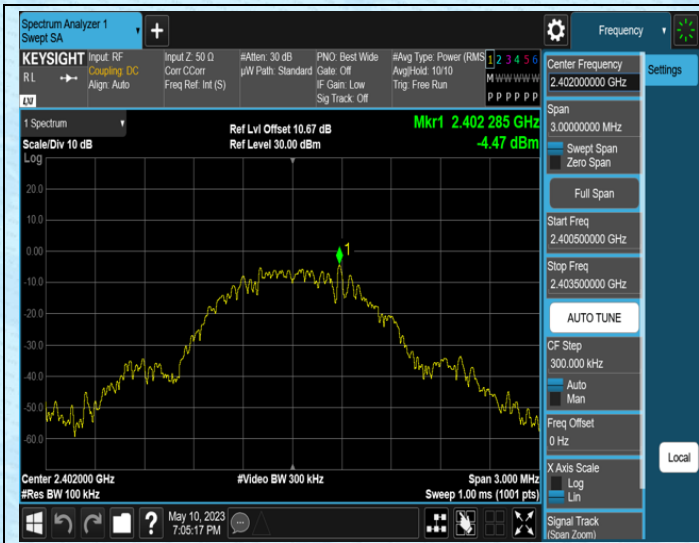 Spectrum Analyzer 1
Swept SA
Frequency
KEYSIGHT
Input: RF
Coupling: DC
Align: Auto
Input Z: 50 Ω
Corr CCorr
Freq Ref: Int (S)
#Atten: 30 dB
µW Path: Standard
PNO: Best Wide
Gate: Off
IF Gain: Low
Sig Track: Off
#Avg Type: Power (RMS
Avg|Hold: 10/10
Trig: Free Run
1 2 3 4 5 6
M W W W W W
P P P P P P
R L
LXI
Center Frequency
2.402000000 GHz
Settings
Span
3.00000000 MHz
Swept Span
Zero Span
Full Span
Start Freq
2.400500000 GHz
Stop Freq
2.403500000 GHz
AUTO TUNE
CF Step
300.000 kHz
Auto
Man
Freq Offset
0 Hz
X Axis Scale
Log
Lin
Signal Track
(Span Zoom)
Local
1 Spectrum
Scale/Div 10 dB
Ref Lvl Offset 10.67 dB
Ref Level 30.00 dBm
Mkr1 2.402 285 GHz
-4.47 dBm
Log
20.0
10.0
0.00
-10.0
-20.0
-30.0
-40.0
-50.0
-60.0
1
Center 2.402000 GHz
#Video BW 300 kHz
Span 3.000 MHz
#Res BW 100 kHz
Sweep 1.00 ms (1001 pts)
May 10, 2023
7:05:17 PM